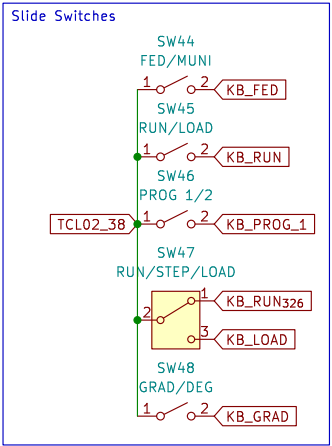 Slide Switches
SW44
FED/MUNI
1 2 KB_FED
SW45
RUN/LOAD
1 2 KB_RUN
SW46
PROG 1/2
TCL02_38 1 2 KB_PROG_1
SW47
RUN/STEP/LOAD
1 KB_RUN326
2
3 KB_LOAD
SW48
GRAD/DEG
1 2 KB_GRAD